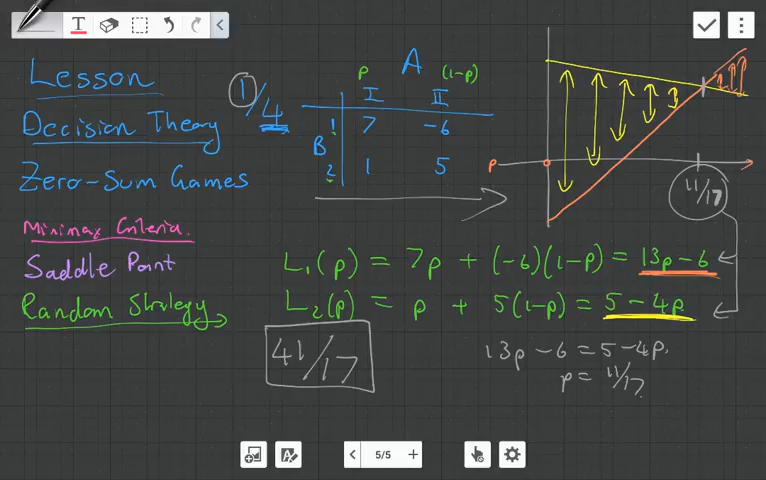 T
Lesson
Decision Theory
Zero-Sum Games
Minimax Criteria.
Saddle Point
Random Strategy
1/4
A
p (1-p)
I II
B
1 7 -6
2 1 5
p
11/17
L₁(p) = 7p + (-6)(1-p) = 13p-6
L₂(p) = p + 5(1-p) = 5-4p
41/17
13p-6 = 5-4p.
p = 11/17.
5/5